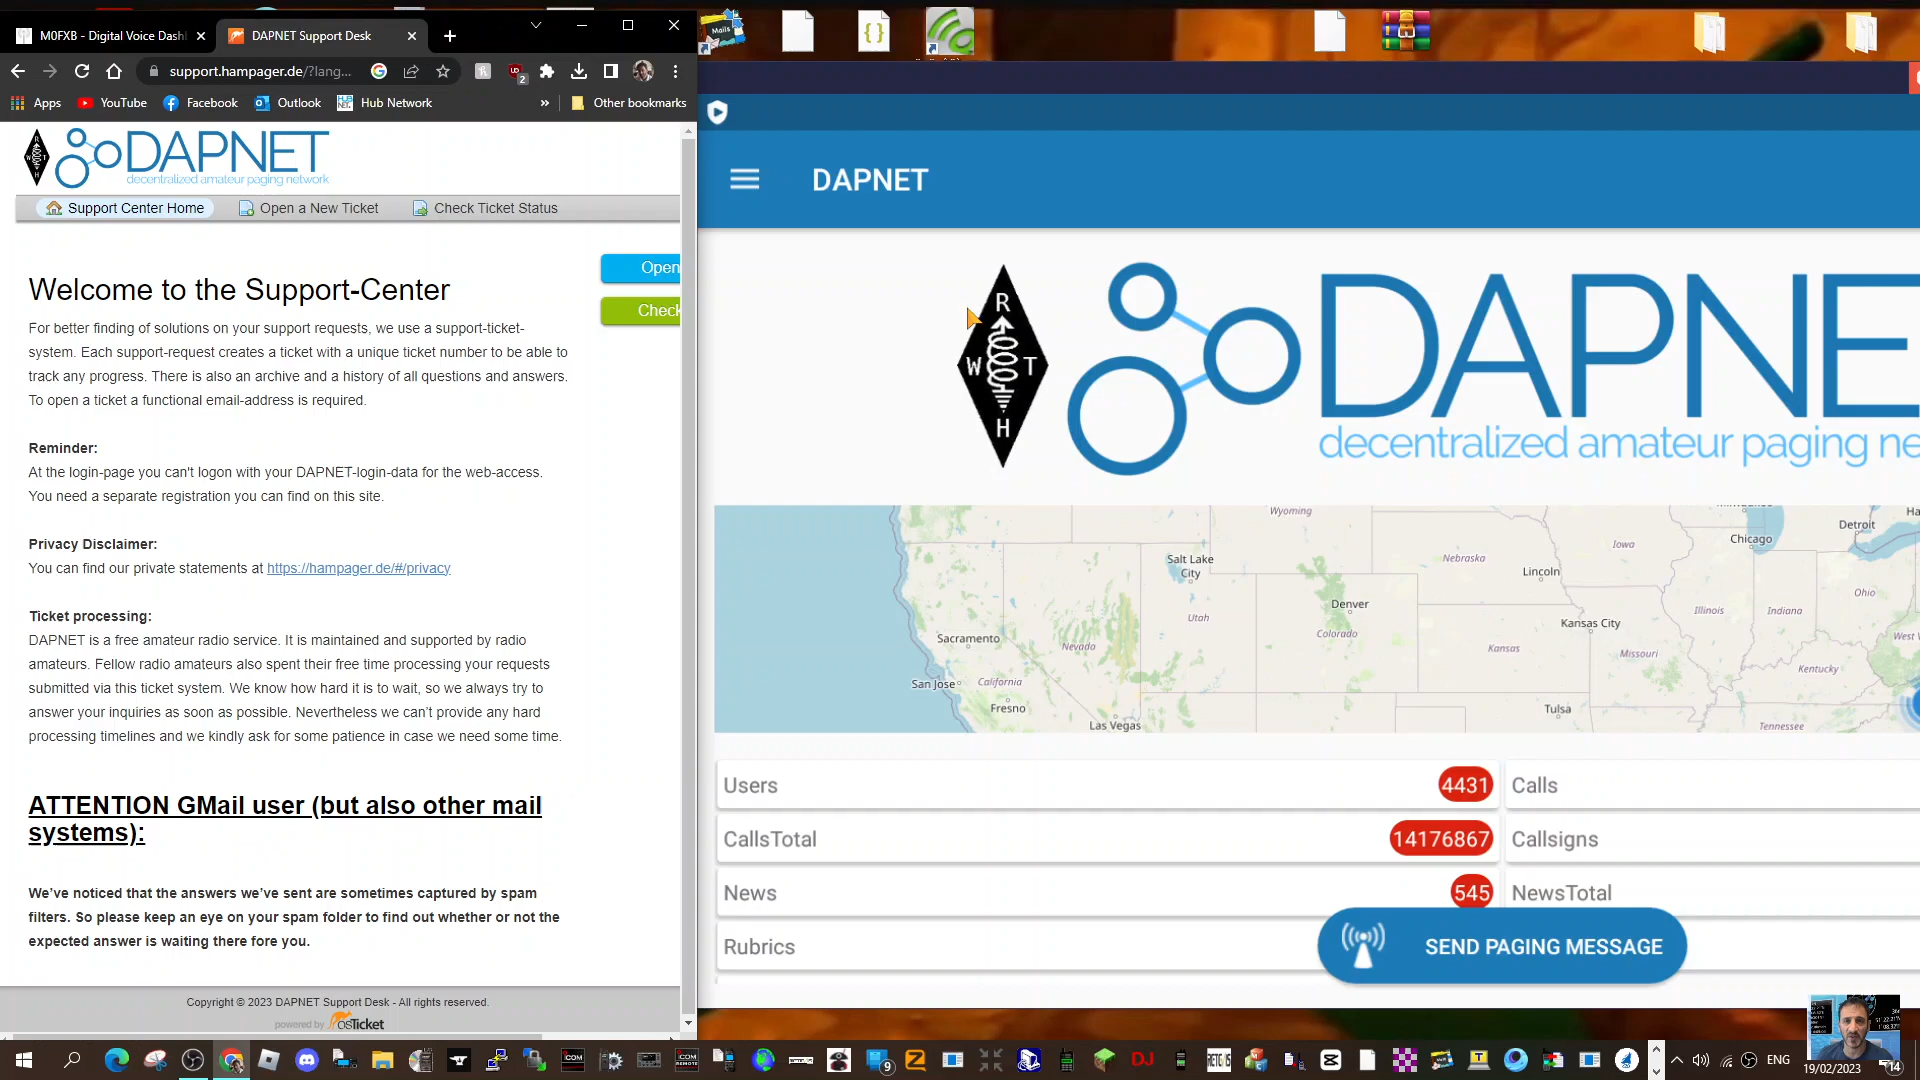 M0FXB - Digital Voice Dash
DAPNET Support Desk
support.hampager.de/?lang...
2
Apps
YouTube
Facebook
Outlook
Hub Network
»
Other bookmarks
DAPNET
decentralized amateur paging network
Support Center Home
Open a New Ticket
Check Ticket Status
Open
Check
Welcome to the Support-Center
For better finding of solutions on your support requests, we use a support-ticket-
system. Each support-request creates a ticket with a unique ticket number to be able to
track any progress. There is also an archive and a history of all questions and answers.
To open a ticket a functional email-address is required.
Reminder:
At the login-page you can't logon with your DAPNET-login-data for the web-access.
You need a separate registration you can find on this site.
Privacy Disclaimer:
You can find our private statements at https://hampager.de/#/privacy
Ticket processing:
DAPNET is a free amateur radio service. It is maintained and supported by radio
amateurs. Fellow radio amateurs also spent their free time processing your requests
submitted via this ticket system. We know how hard it is to wait, so we always try to
answer your inquiries as soon as possible. Nevertheless we can't provide any hard
processing timelines and we kindly ask for some patience in case we need some time.
ATTENTION GMail user (but also other mail
systems):
We've noticed that the answers we've sent are sometimes captured by spam
filters. So please keep an eye on your spam folder to find out whether or not the
expected answer is waiting there fore you.
Copyright © 2023 DAPNET Support Desk - All rights reserved.
powered by osTicket
Mails
DAPNET
R
W T
H
DAPNE
decentralized amateur paging ne
Wyoming
Salt Lake
City
Nebraska
Iowa
Chicago
Detroit
Ha
Lincoln
Denver
Utah
Colorado
Kansas City
Illinois
Indiana
Ohio
Sacramento
Nevada
Kansas
Missouri
West V
Kentucky
San Jose
California
Fresno
Las Vegas
Tulsa
Tennessee
Users 4431
Calls
CallsTotal 14176867
Callsigns
News 545
NewsTotal
Rubrics
SEND PAGING MESSAGE
9
DJ
ENG
19/02/2023
14